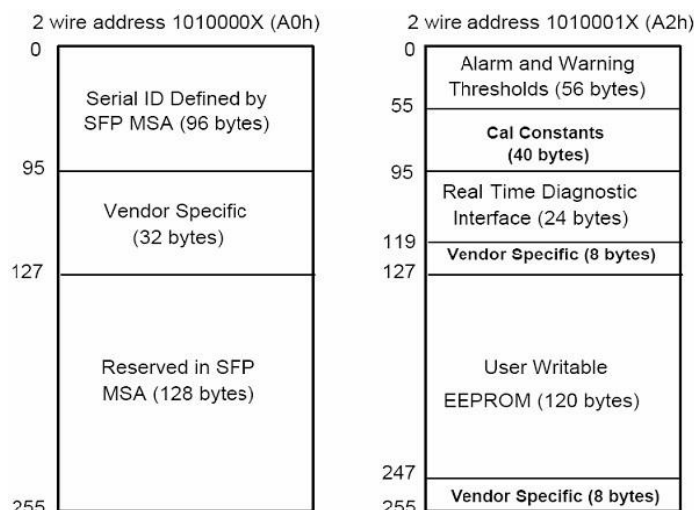 2 wire address 1010000X (A0h)
0
Serial ID Defined by
SFP MSA (96 bytes)
95
Vendor Specific
(32 bytes)
127
Reserved in SFP
MSA (128 bytes)
255
2 wire address 1010001X (A2h)
0
Alarm and Warning
Thresholds (56 bytes)
55
Cal Constants
(40 bytes)
95
Real Time Diagnostic
Interface (24 bytes)
119
Vendor Specific (8 bytes)
127
User Writable
EEPROM (120 bytes)
247
Vendor Specific (8 bytes)
255